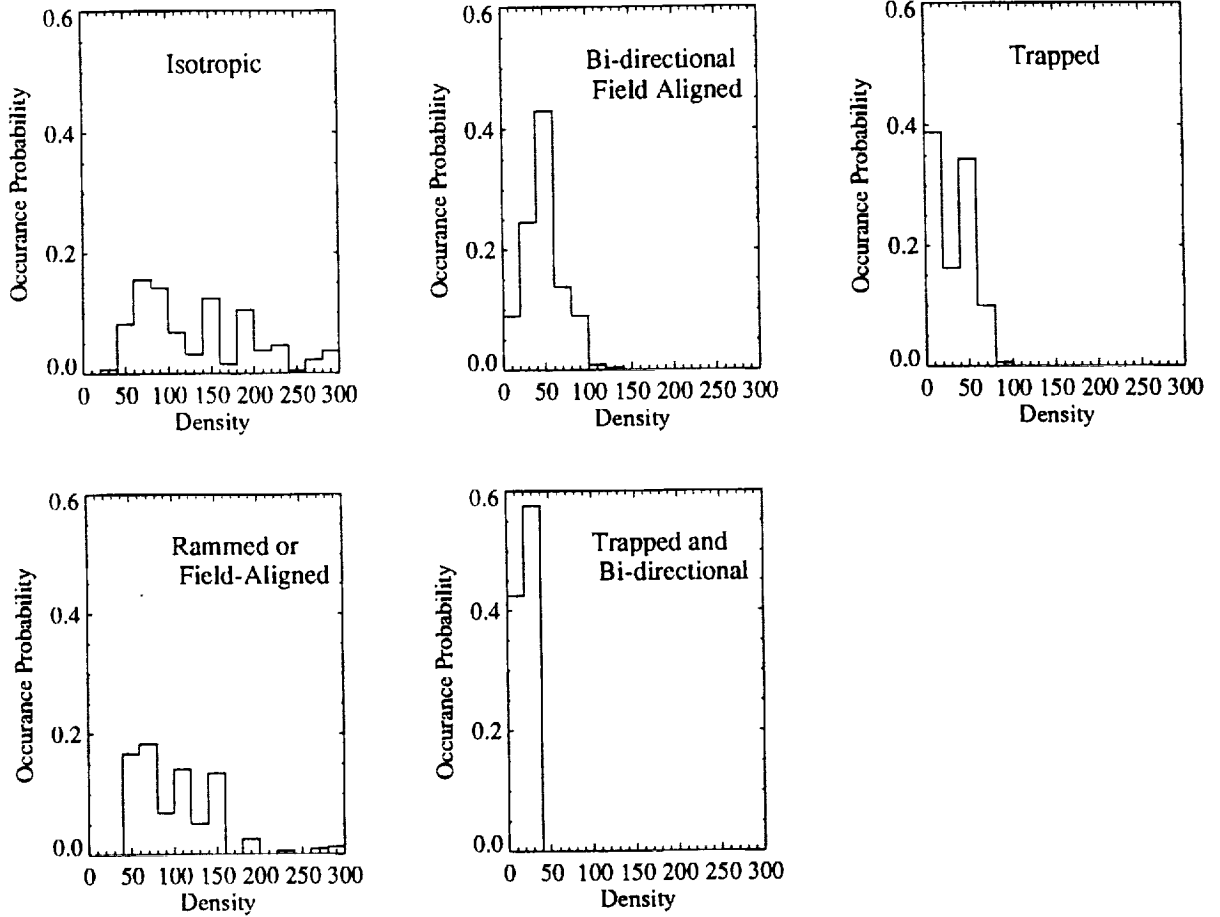 0.6
Isotropic
Occurance Probability
0.4
0.2
0.0
0 50 100 150 200 250 300
Density
0.6
Bi-directional
Field Aligned
Occurance Probability
0.4
0.2
0.0
0 50 100 150 200 250 300
Density
0.6
Trapped
Occurance Probability
0.4
0.2
0.0
0 50 100 150 200 250 300
Density
0.6
Rammed or
Field-Aligned
Occurance Probability
0.4
0.2
0.0
0 50 100 150 200 250 300
Density
0.6
Trapped and
Bi-directional
Occurance Probability
0.4
0.2
0.0
0 50 100 150 200 250 300
Density